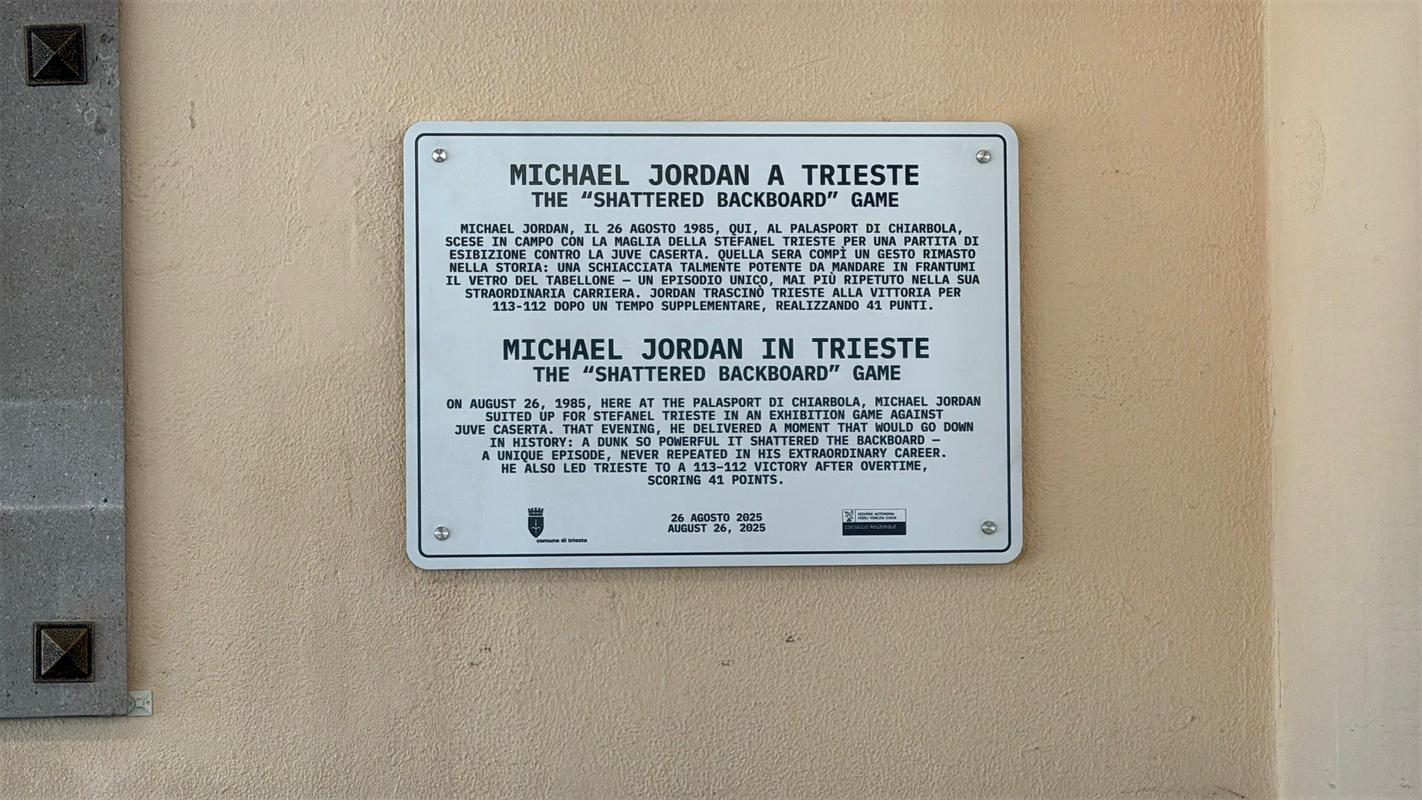 MICHAEL JORDAN A TRIESTE
THE “SHATTERED BACKBOARD” GAME
MICHAEL JORDAN, IL 26 AGOSTO 1985, QUI, AL PALASPORT DI CHIARBOLA,
SCESE IN CAMPO CON LA MAGLIA DELLA STEFANEL TRIESTE PER UNA PARTITA DI
ESIBIZIONE CONTRO LA JUVE CASERTA. QUELLA SERA COMPÌ UN GESTO RIMASTO
NELLA STORIA: UNA SCHIACCIATA TALMENTE POTENTE DA MANDARE IN FRANTUMI
IL VETRO DEL TABELLONE – UN EPISODIO UNICO, MAI PIÙ RIPETUTO NELLA SUA
STRAORDINARIA CARRIERA. JORDAN TRASCINÒ TRIESTE ALLA VITTORIA PER
113-112 DOPO UN TEMPO SUPPLEMENTARE, REALIZZANDO 41 PUNTI.
MICHAEL JORDAN IN TRIESTE
THE “SHATTERED BACKBOARD” GAME
ON AUGUST 26, 1985, HERE AT THE PALASPORT DI CHIARBOLA, MICHAEL JORDAN
SUITED UP FOR STEFANEL TRIESTE IN AN EXHIBITION GAME AGAINST
JUVE CASERTA. THAT EVENING, HE DELIVERED A MOMENT THAT WOULD GO DOWN
IN HISTORY: A DUNK SO POWERFUL IT SHATTERED THE BACKBOARD –
A UNIQUE EPISODE, NEVER REPEATED IN HIS EXTRAORDINARY CAREER.
HE ALSO LED TRIESTE TO A 113–112 VICTORY AFTER OVERTIME,
SCORING 41 POINTS.
26 AGOSTO 2025
AUGUST 26, 2025
comune di trieste
REGIONE AUTONOMA
FRIULI VENEZIA GIULIA
consiglio regionale